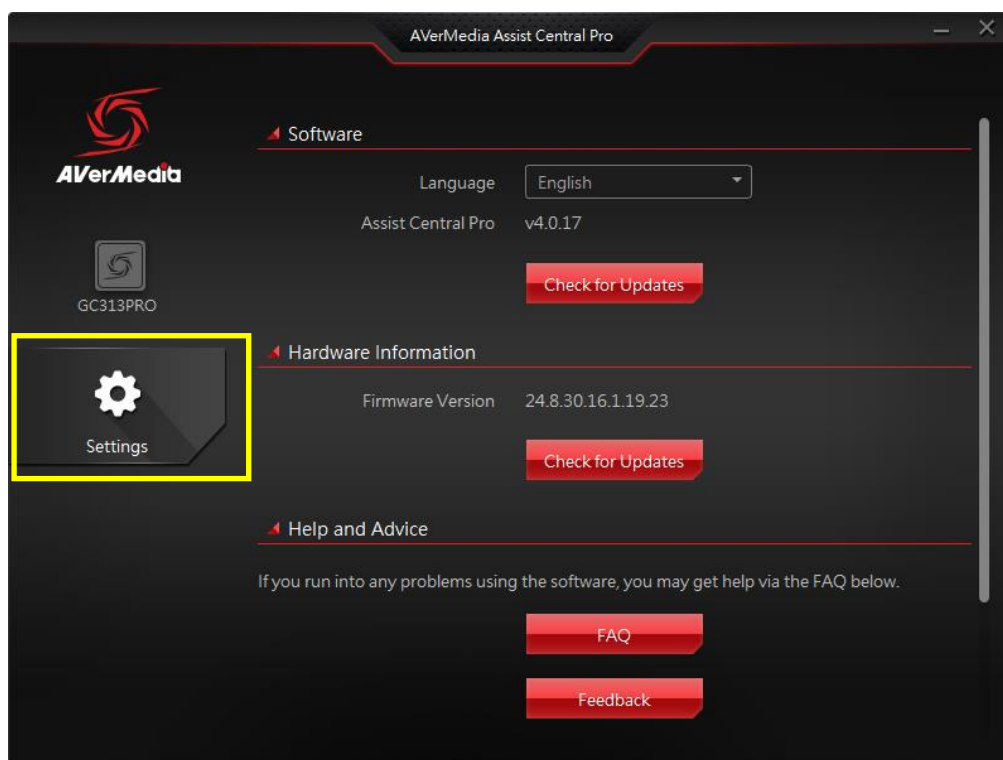 AVerMedia Assist Central Pro
AVerMedia
GC313PRO
Settings
Software
Language English
Assist Central Pro v4.0.17
Check for Updates
Hardware Information
Firmware Version 24.8.30.16.1.19.23
Check for Updates
Help and Advice
If you run into any problems using the software, you may get help via the FAQ below.
FAQ
Feedback